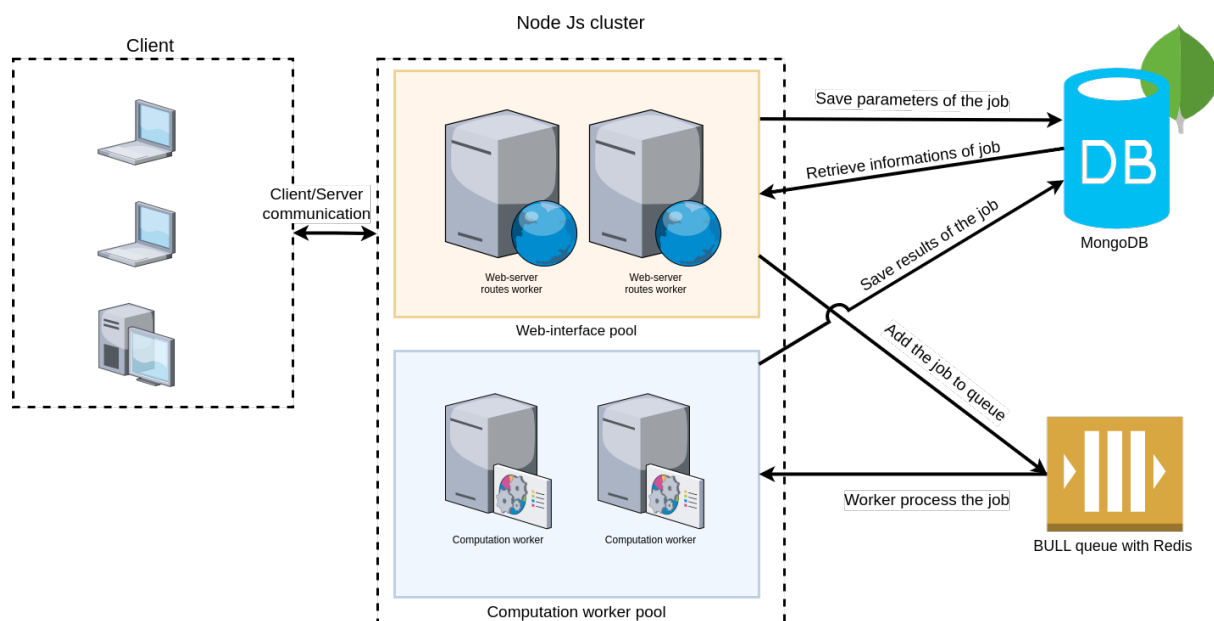 Node Js cluster
Client
Client/Server
communication
Web-server
routes worker
Web-server
routes worker
Web-interface pool
Computation worker
Computation worker
Computation worker pool
Save parameters of the job
Retrieve informations of job
Save results of the job
Add the job to queue
Worker process the job
DB
MongoDB
BULL queue with Redis